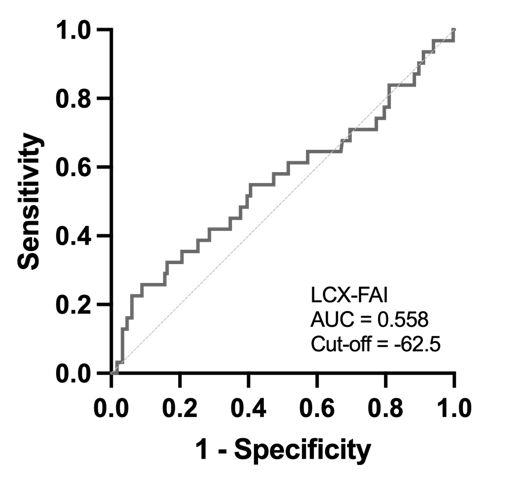 1.0
0.8
0.6
0.4
0.2
0.0
Sensitivity
LCX-FAI
AUC = 0.558
Cut-off = -62.5
0.0 0.2 0.4 0.6 0.8 1.0
1 - Specificity